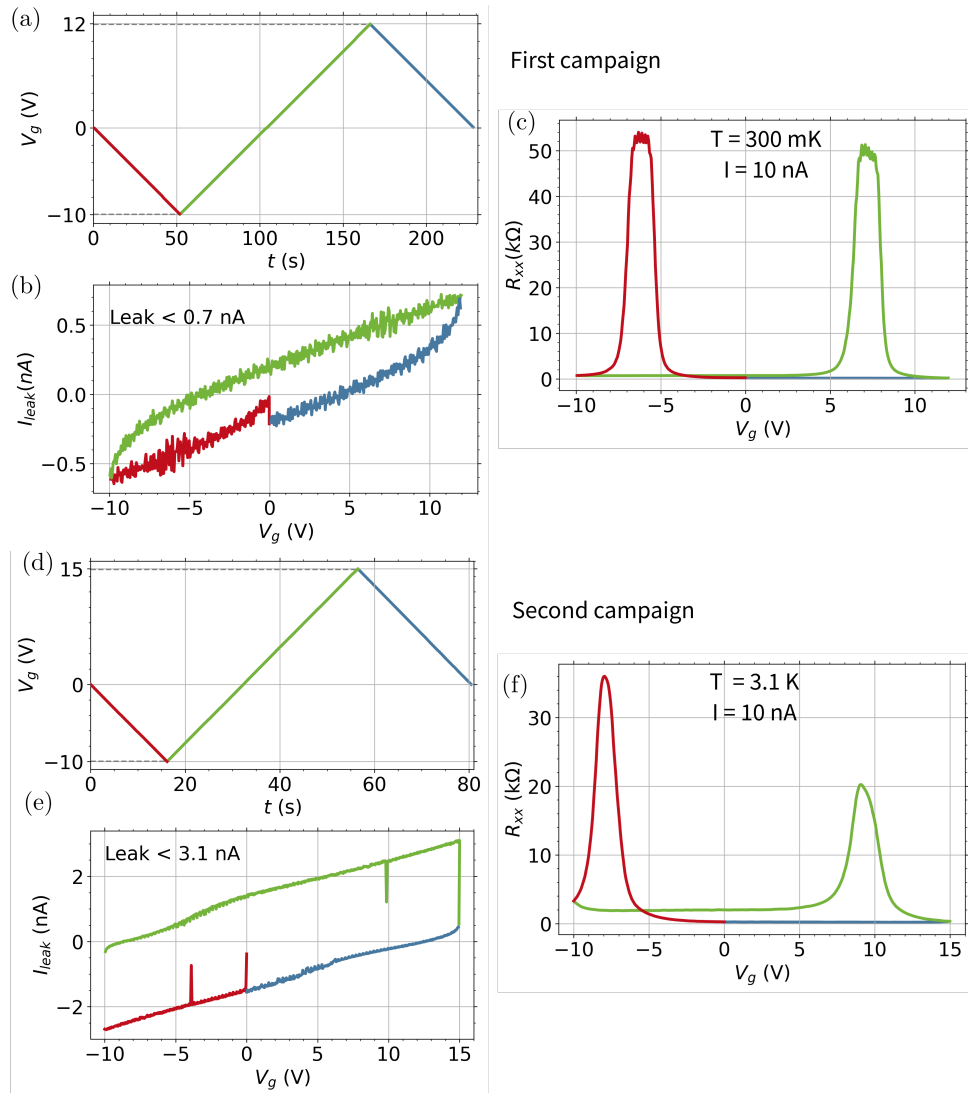 (a)
12
0
−10
V_g (V)
0 50 100 150 200
t (s)
First campaign
(b)
Leak < 0.7 nA
0.5
0.0
−0.5
I_leak(nA)
−10 −5 0 5 10
V_g (V)
(c)
T = 300 mK
I = 10 nA
50
40
30
20
10
0
R_xx(kΩ)
−10 −5 0 5 10
V_g (V)
(d)
15
0
−10
V_g (V)
0 20 40 60 80
t (s)
Second campaign
(e)
Leak < 3.1 nA
2
0
−2
I_leak (nA)
−10 −5 0 5 10 15
V_g (V)
(f)
T = 3.1 K
I = 10 nA
30
20
10
0
R_xx (kΩ)
−10 −5 0 5 10 15
V_g (V)